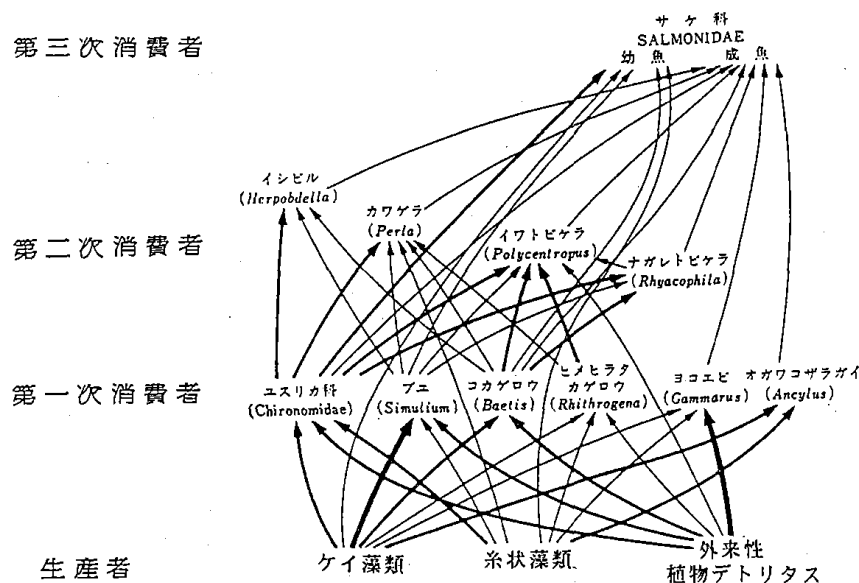 サケ科
SALMONIDAE
幼魚 成魚
第三次消費者
イシビル
(Herpobdella)
カワゲラ
(Perla)
イワトビケラ
(Polycentropus)
ナガレトビケラ
(Rhyacophila)
第二次消費者
ユスリカ科
(Chironomidae)
ブユ
(Simulium)
コカゲロウ
(Baetis)
ヒメヒラタ
カゲロウ
(Rhithrogena)
ヨコエビ
(Gammarus)
オガワコザラガイ
(Ancylus)
第一次消費者
ケイ藻類
糸状藻類
外来性
植物デトリタス
生産者